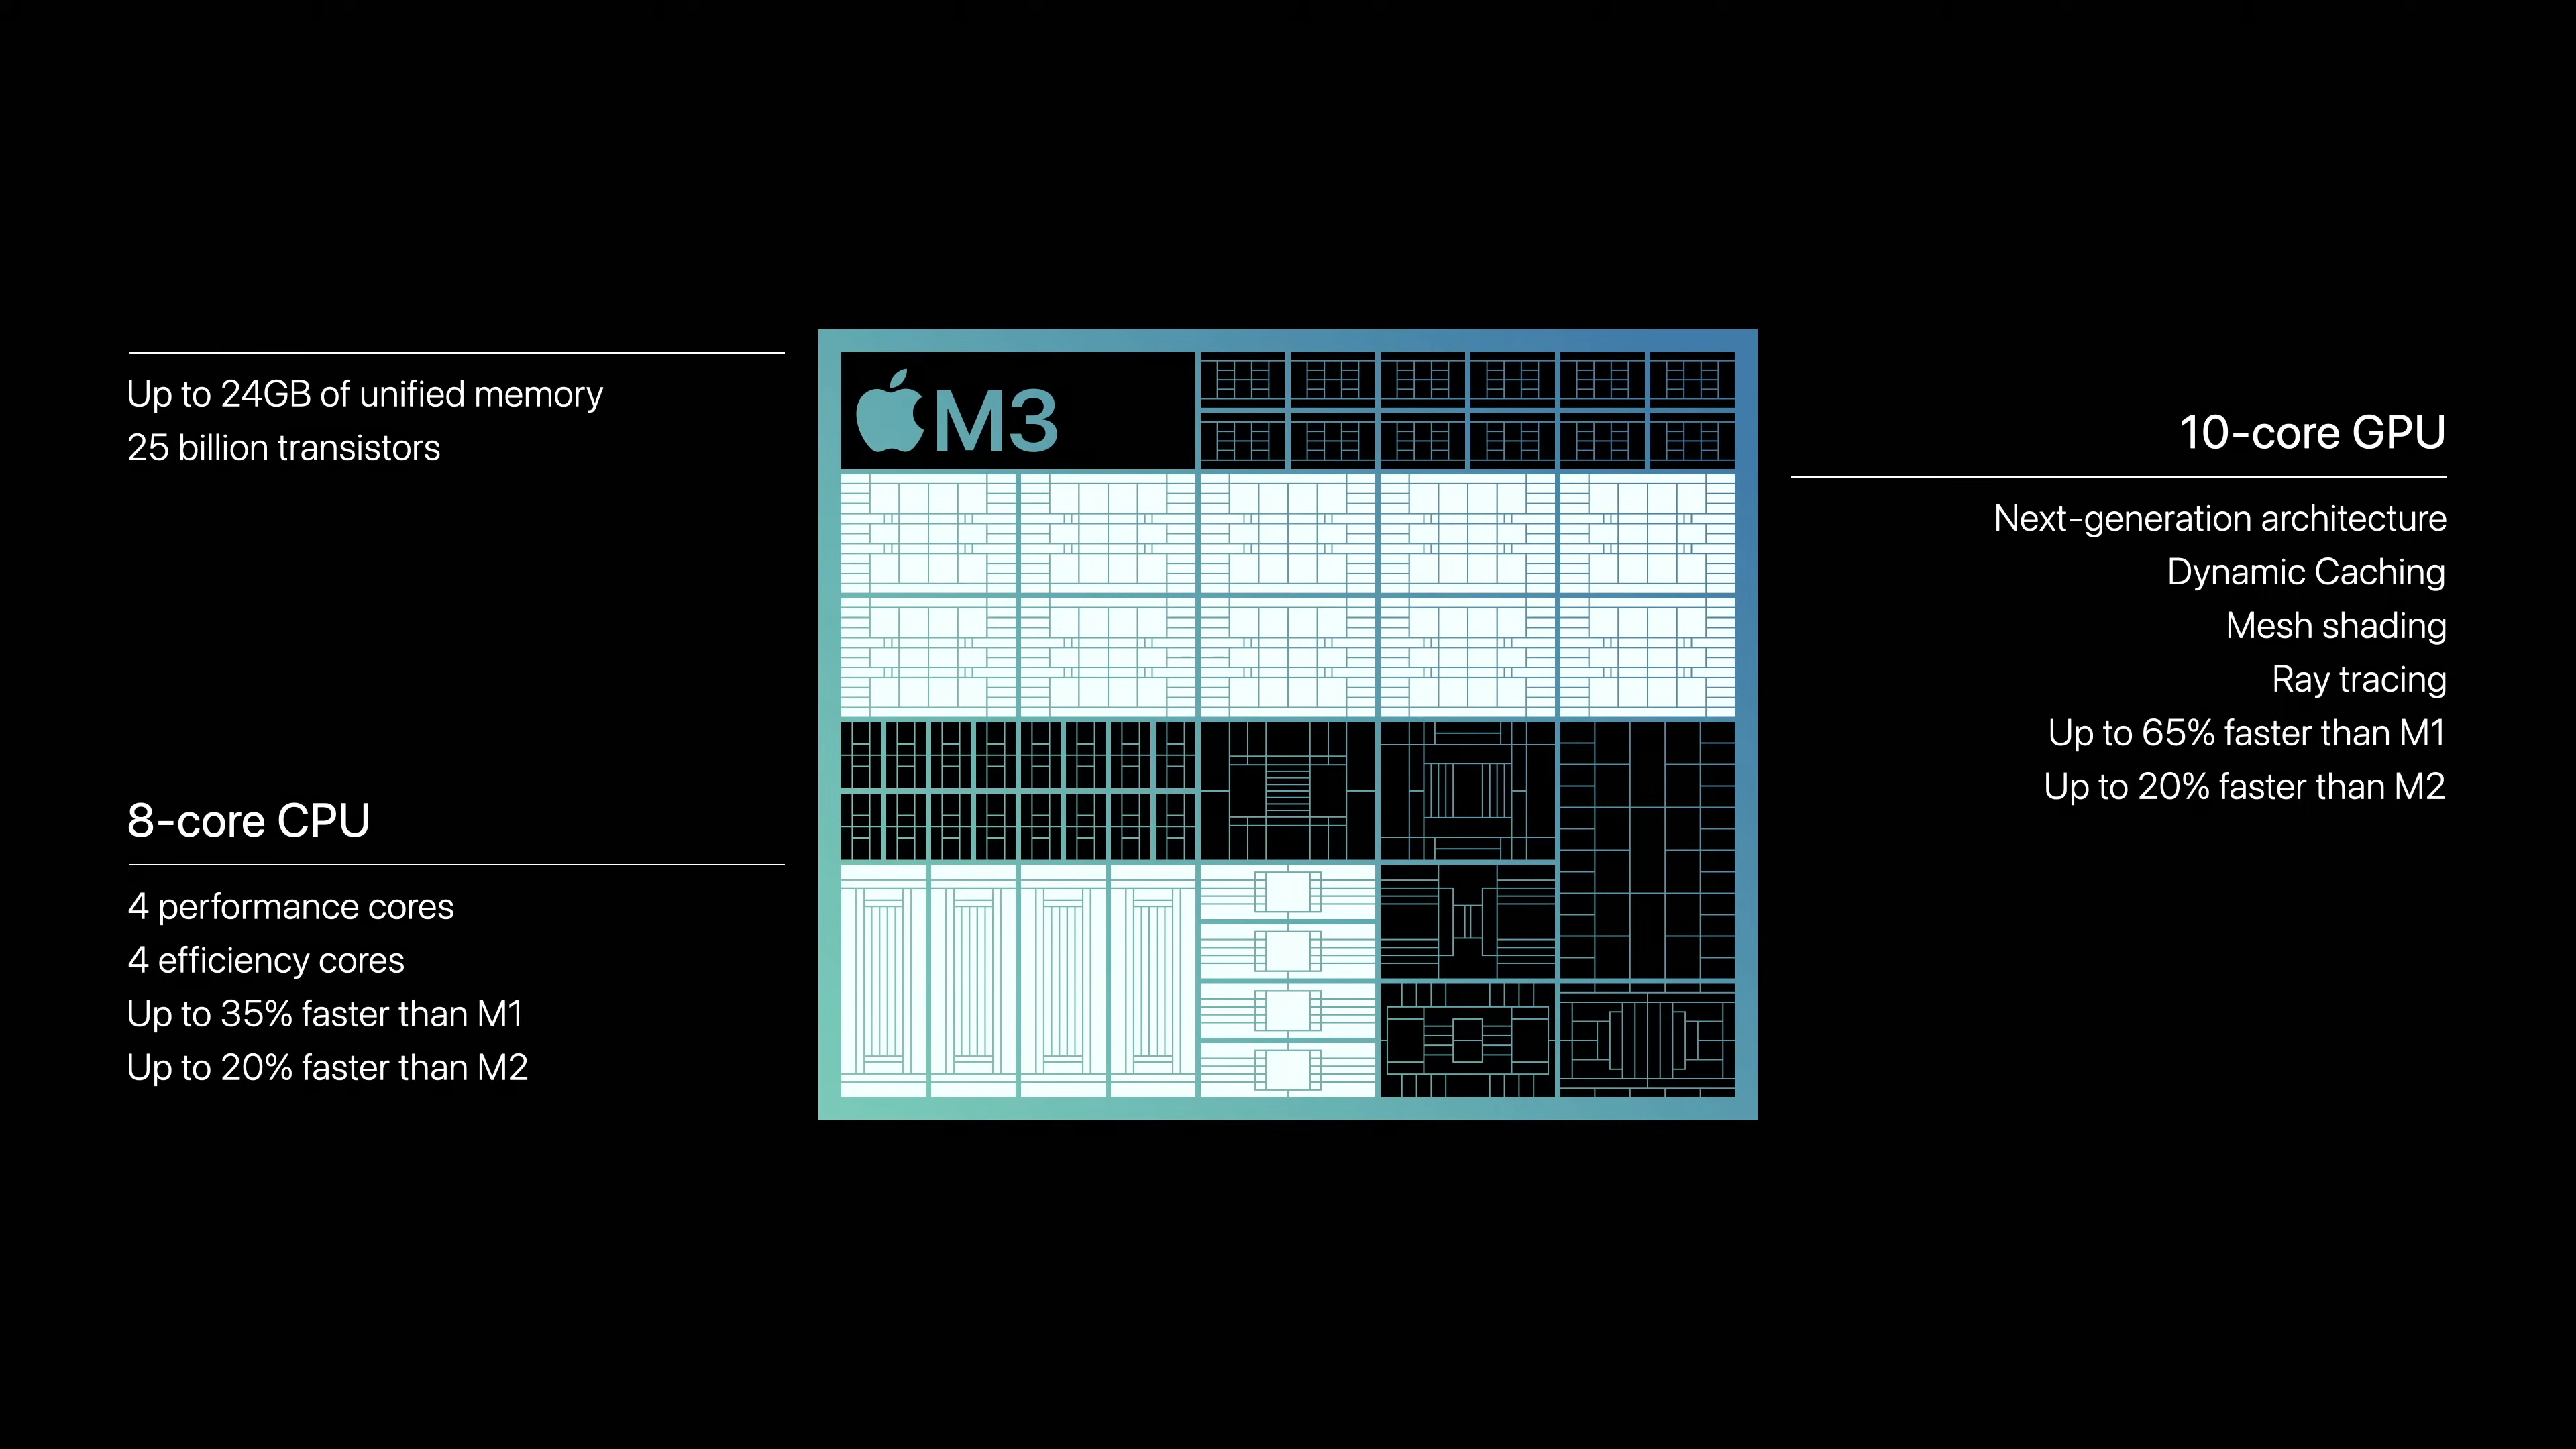 Up to 24GB of unified memory
25 billion transistors
8-core CPU
4 performance cores
4 efficiency cores
Up to 35% faster than M1
Up to 20% faster than M2
M3
10-core GPU
Next-generation architecture
Dynamic Caching
Mesh shading
Ray tracing
Up to 65% faster than M1
Up to 20% faster than M2